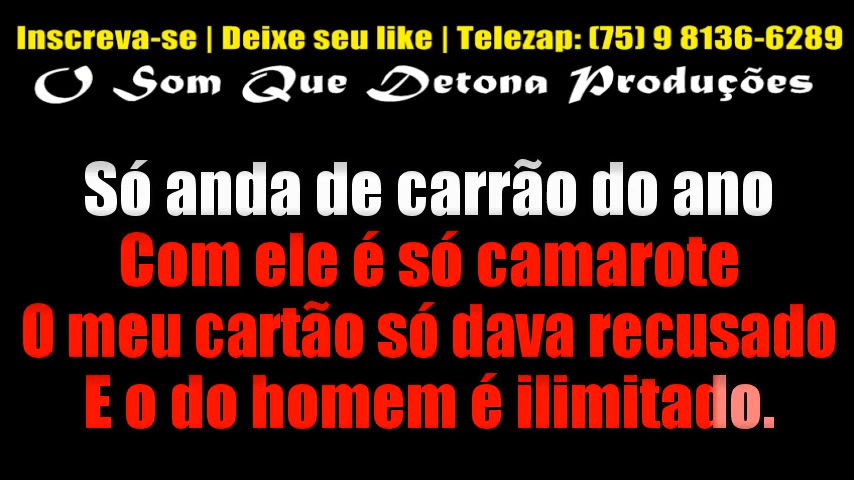 Inscreva-se | Deixe seu like | Telezap: (75) 9 8136-6289
O Som Que Detona Produções
Só anda de carrão do ano
Com ele é só camarote
O meu cartão só dava recusado
E o do homem é ilimitado.